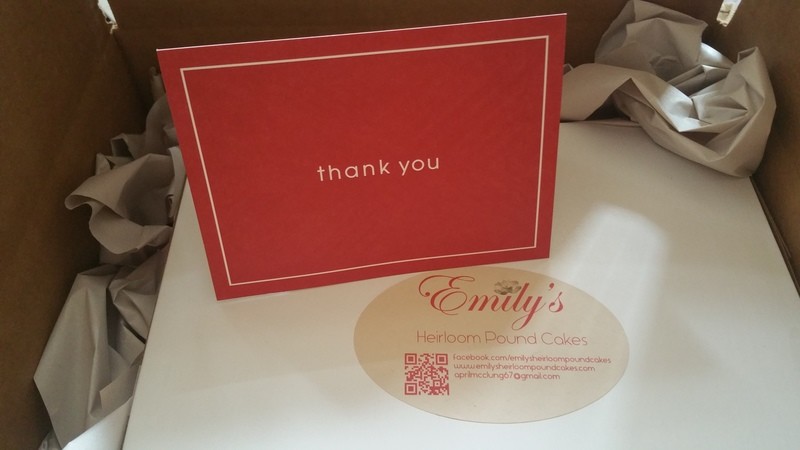 thank you
Emily's
Heirloom Pound Cakes
facebook.com/emilysheirloompoundcakes
www.emilysheirloompoundcakes.com
aprilmcclung67@gmail.com